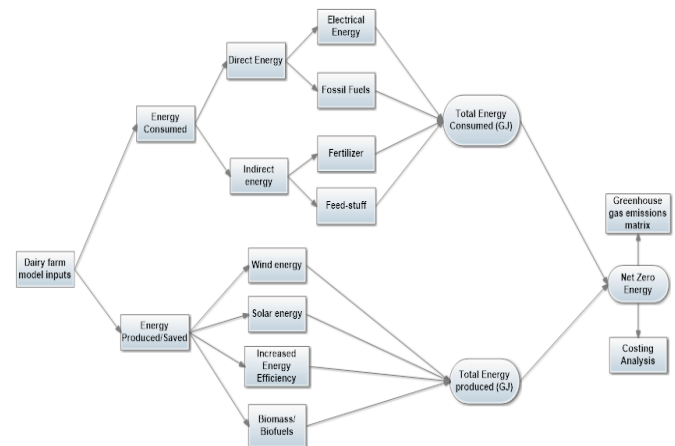 Electrical
Energy
Direct Energy
Fossil Fuels
Energy
Consumed
Total Energy
Consumed (GJ)
Fertilizer
Indirect
energy
Feed-stuff
Greenhouse
gas emissions
matrix
Dairy farm
model inputs
Wind energy
Net Zero
Energy
Solar energy
Energy
Produced/Saved
Increased
Energy
Efficiency
Costing
Analysis
Total Energy
produced (GJ)
Biomass/
Biofuels